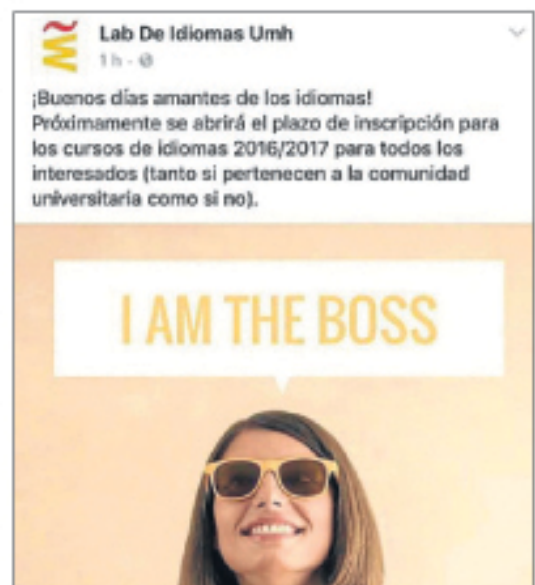 Lab De Idiomas Umh
1 h -
¡Buenos días amantes de los idiomas!
Próximamente se abrirá el plazo de inscripción para
los cursos de idiomas 2016/2017 para todos los
interesados (tanto si pertenecen a la comunidad
universitaria como si no).
I AM THE BOSS